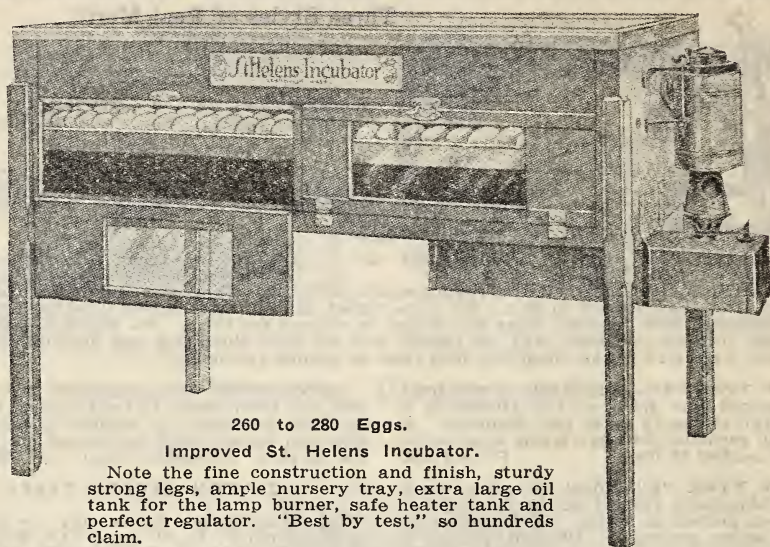 St Helens Incubator
260 to 280 Eggs.
Improved St. Helens Incubator.
Note the fine construction and finish, sturdy
strong legs, ample nursery tray, extra large oil
tank for the lamp burner, safe heater tank and
perfect regulator. "Best by test," so hundreds
claim.